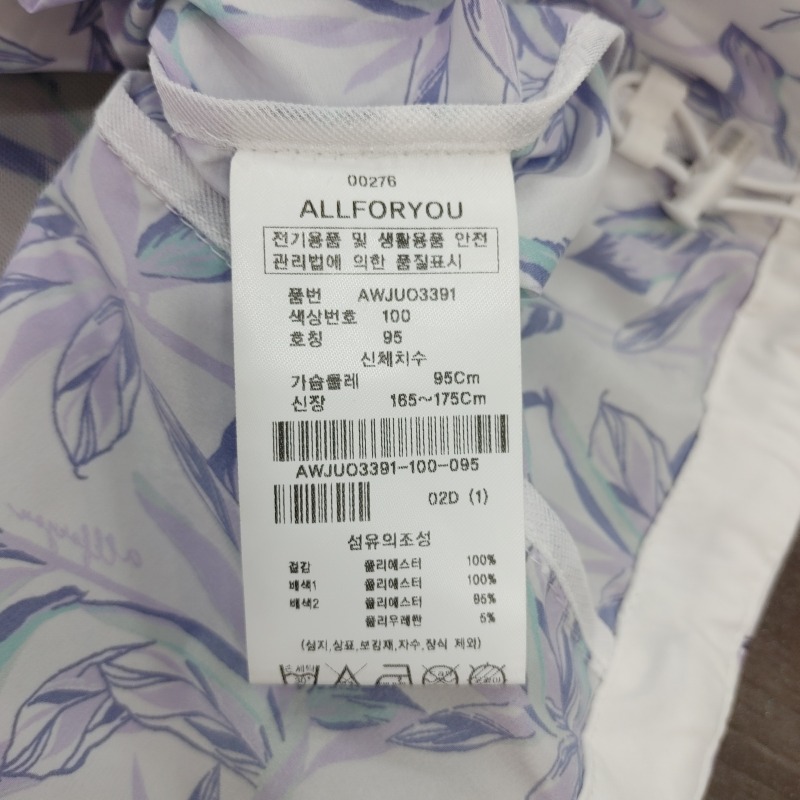 00276
ALLFORYOU
전기용품 및 생활용품 안전
관리법에 의한 품질표시
품번 AWJUO3391
색상번호 100
호칭 95
신체치수
가슴둘레 95Cm
신장 165~175Cm
AWJUO3391-100-095
02D (1)
섬유의조성
겉감 폴리에스터 100%
배색1 폴리에스터 100%
배색2 폴리에스터 95%
폴리우레탄 5%
(심지,상표,보강재,자수,장식 제외)
allforyou